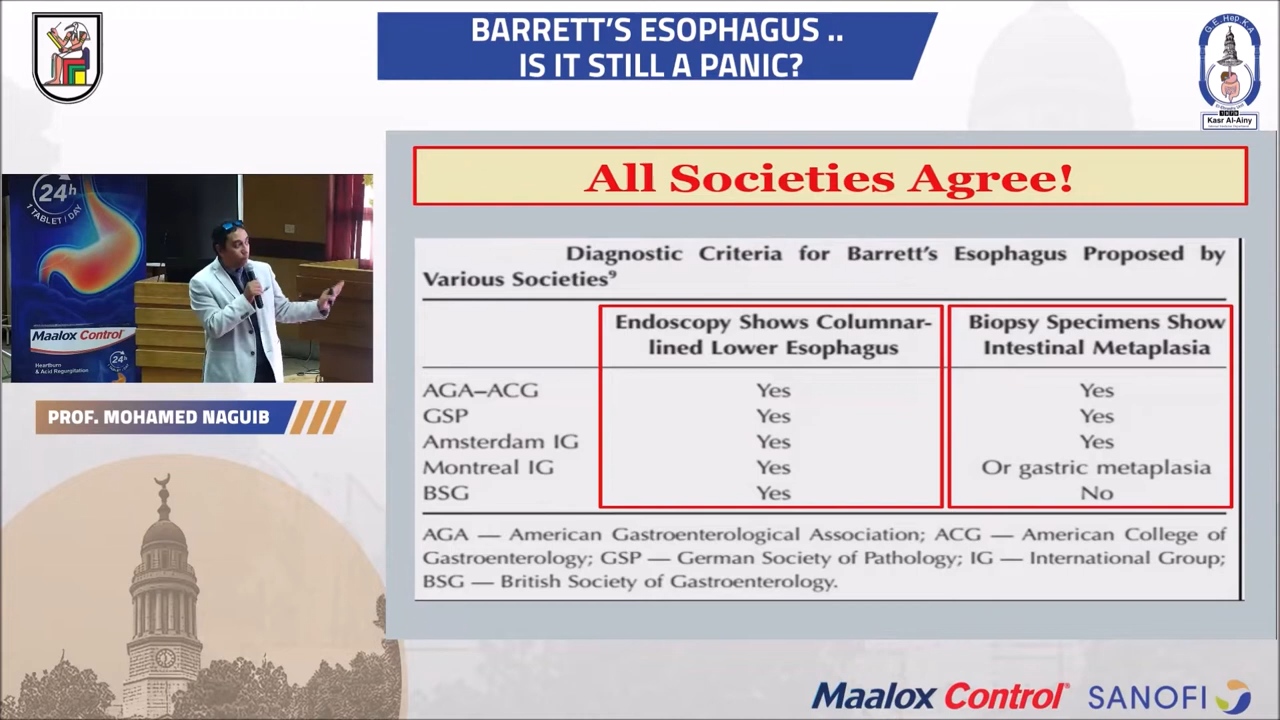 BARRETT’S ESOPHAGUS ..
IS IT STILL A PANIC?
G.E.Hep.K.A
Kasr Al-Ainy
All Societies Agree!
Diagnostic Criteria for Barrett’s Esophagus Proposed by
Various Societies⁹
Endoscopy Shows Columnar-
lined Lower Esophagus
Biopsy Specimens Show
Intestinal Metaplasia
AGA–ACG Yes Yes
GSP Yes Yes
Amsterdam IG Yes Yes
Montreal IG Yes Or gastric metaplasia
BSG Yes No
AGA — American Gastroenterological Association; ACG — American College of
Gastroenterology; GSP — German Society of Pathology; IG — International Group;
BSG — British Society of Gastroenterology.
24h
1 TABLET/DAY
Maalox Control
Heartburn
& Acid Regurgitation
24h
PROF. MOHAMED NAGUIB
Maalox Control® SANOFI